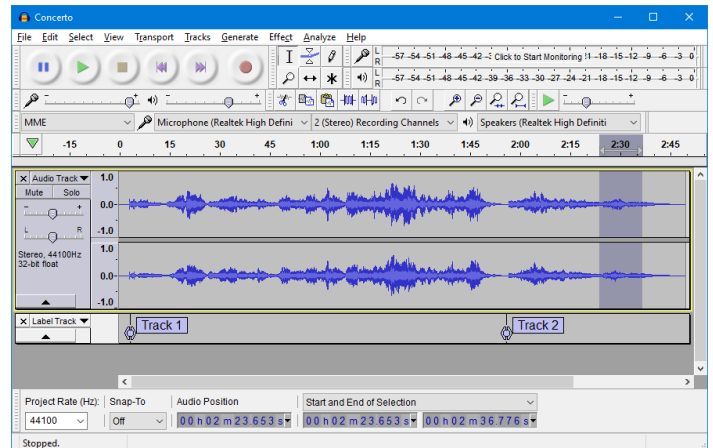 Concerto
File Edit Select View Transport Tracks Generate Effect Analyze Help
L R -57 -54 -51 -48 -45 -42 -: Click to Start Monitoring !1 -18 -15 -12 -9 -6 -3 0
L R -57 -54 -51 -48 -45 -42 -39 -36 -33 -30 -27 -24 -21 -18 -15 -12 -9 -6 -3 0
MME Microphone (Realtek High Defini 2 (Stereo) Recording Channels Speakers (Realtek High Definiti
-15 0 15 30 45 1:00 1:15 1:30 1:45 2:00 2:15 2:30 2:45
X Audio Track 1.0
Mute Solo
- + 0.0
L R -1.0
Stereo, 44100Hz 1.0
32-bit float
0.0
-1.0
X Label Track
Track 1 Track 2
Project Rate (Hz): Snap-To Audio Position Start and End of Selection
44100 Off 00 h 02 m 23.653 s 00 h 02 m 23.653 s 00 h 02 m 36.776 s
Stopped.